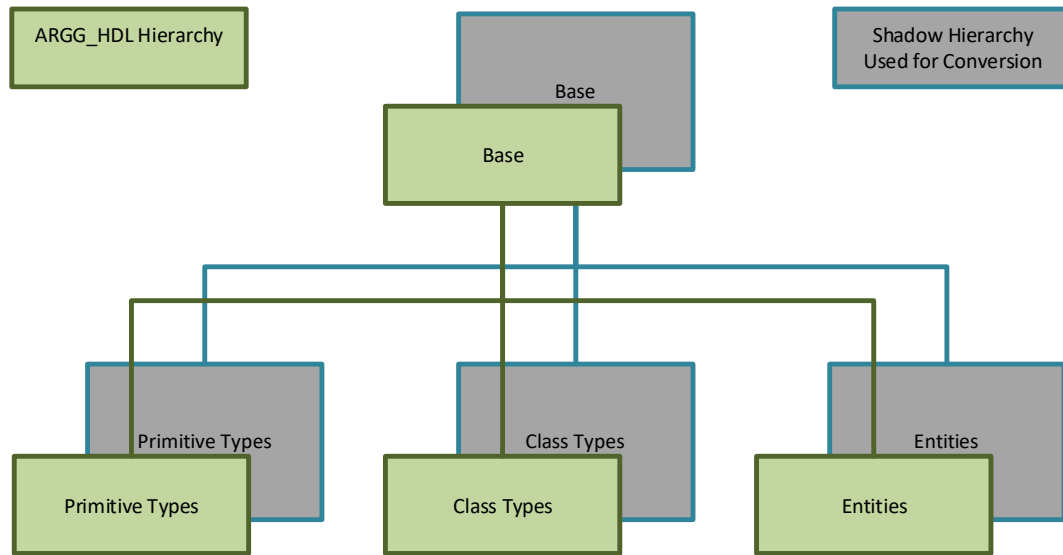 ARGG_HDL Hierarchy
Shadow Hierarchy
Used for Conversion
Base
Base
Primitive Types
Class Types
Entities
Primitive Types
Class Types
Entities